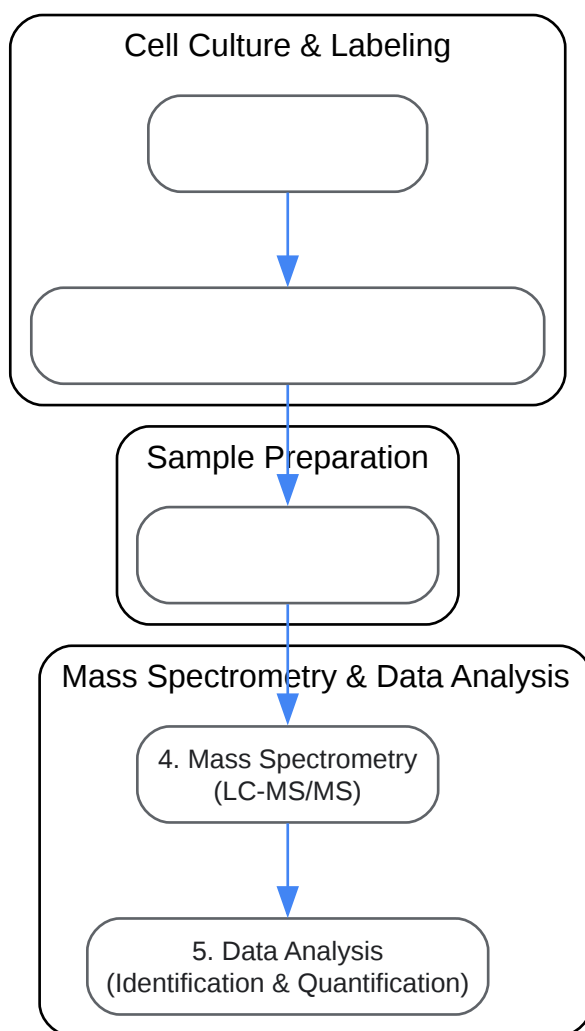 Cell Culture & Labeling
Sample Preparation
Mass Spectrometry & Data Analysis
4. Mass Spectrometry
(LC-MS/MS)
5. Data Analysis
(Identification & Quantification)